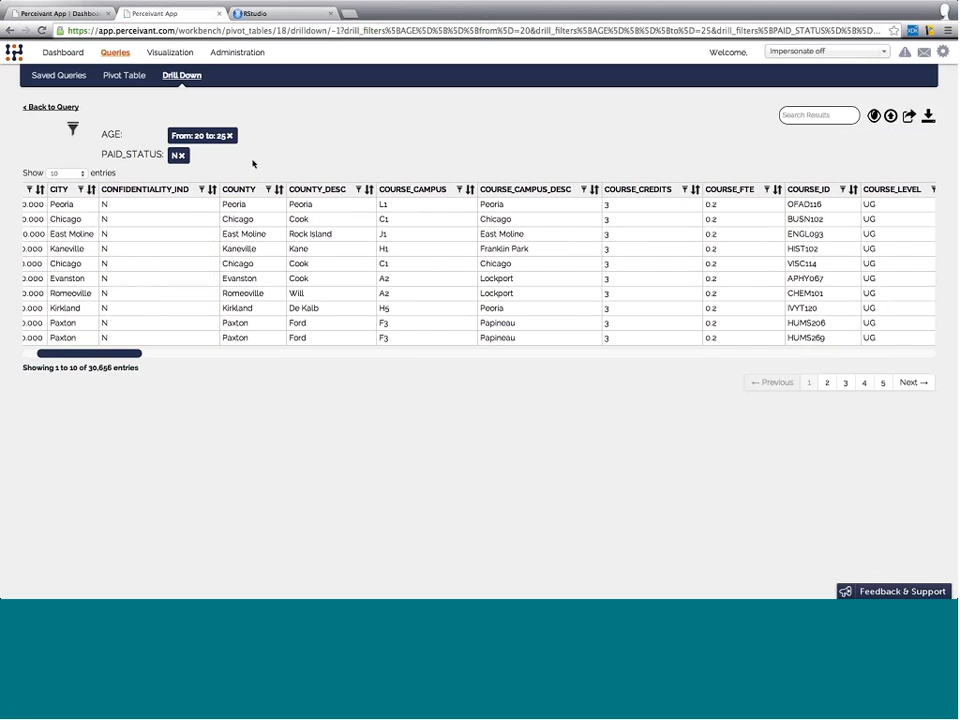 Perceivant App | Dashboa
Perceivant App
RStudio
https://app.perceivant.com/workbench/pivot_tables/18/drilldown/-1?drill_filters%5BAGE%5D%5B%5Bfrom%5D=20&drill_filters%5BAGE%5D%5B%5Dto%5D=25&drill_filters%5BPAID_STATUS%5D%5B%5D...
Dashboard Queries Visualization Administration Welcome, Impersonate off
Saved Queries Pivot Table Drill Down
< Back to Query
AGE: From: 20 to: 25 x
Search Results
PAID_STATUS: N x
Show 10 entries
CITY CONFIDENTIALITY_IND COUNTY COUNTY_DESC COURSE_CAMPUS COURSE_CAMPUS_DESC COURSE_CREDITS COURSE_FTE COURSE_ID COURSE_LEVEL
0.000 Peoria N Peoria Peoria L1 Peoria 3 0.2 OFAD116 UG
0.000 Chicago N Chicago Cook C1 Chicago 3 0.2 BUSN102 UG
0.000 East Moline N East Moline Rock Island J1 East Moline 3 0.2 ENGL093 UG
0.000 Kaneville N Kaneville Kane H1 Franklin Park 3 0.2 HIST102 UG
0.000 Chicago N Chicago Cook C1 Chicago 3 0.2 VISC114 UG
0.000 Evanston N Evanston Cook A2 Lockport 3 0.2 APHY067 UG
0.000 Romeoville N Romeoville Will A2 Lockport 3 0.2 CHEM101 UG
0.000 Kirkland N Kirkland De Kalb H5 Peoria 3 0.2 IVYT120 UG
0.000 Paxton N Paxton Ford F3 Papineau 3 0.2 HUMS206 UG
0.000 Paxton N Paxton Ford F3 Papineau 3 0.2 HUMS269 UG
Showing 1 to 10 of 30,656 entries
← Previous 1 2 3 4 5 Next →
Feedback & Support